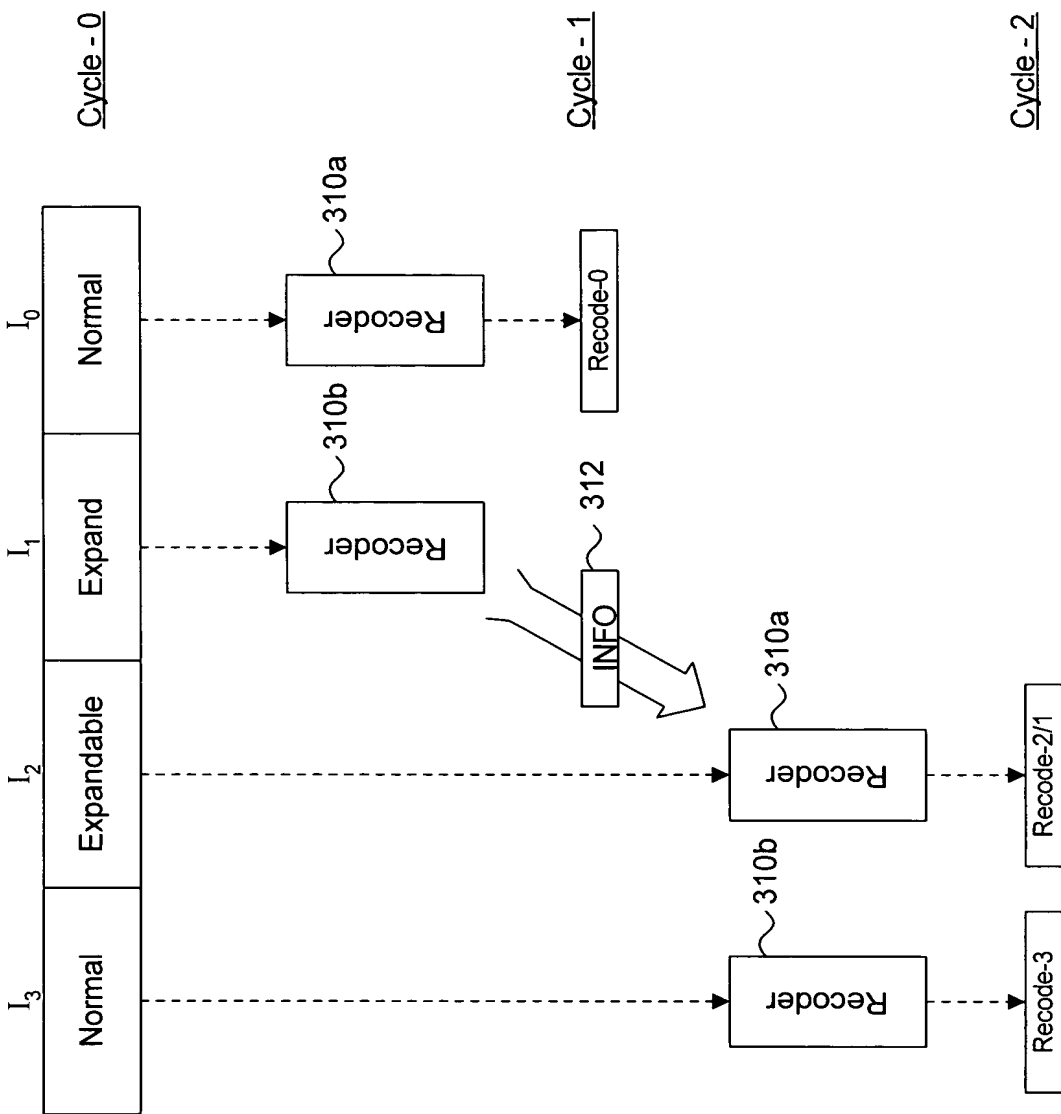 I₃ I₂ I₁ I₀
Normal Expandable Expand Normal Cycle - 0
310b 310a
Recoder Recoder
312
INFO Recode-0 Cycle - 1
310b 310a
Recoder Recoder
Recode-3 Recode-2/1 Cycle - 2